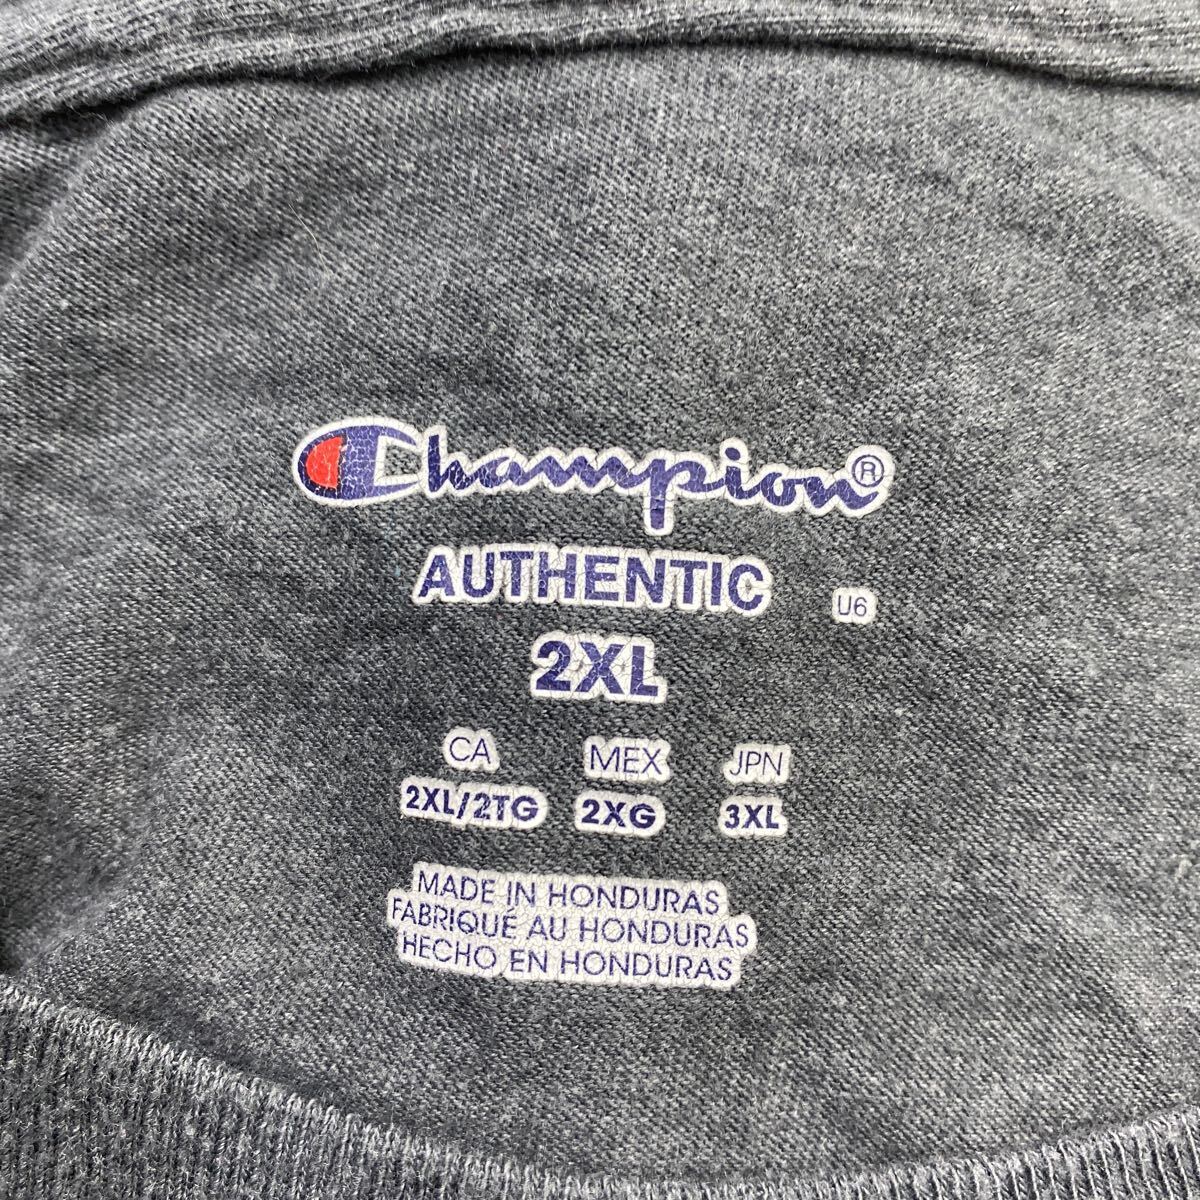 Champion®
AUTHENTIC U6
2XL
CA MEX JPN
2XL/2TG 2XG 3XL
MADE IN HONDURAS
FABRIQUÉ AU HONDURAS
HECHO EN HONDURAS